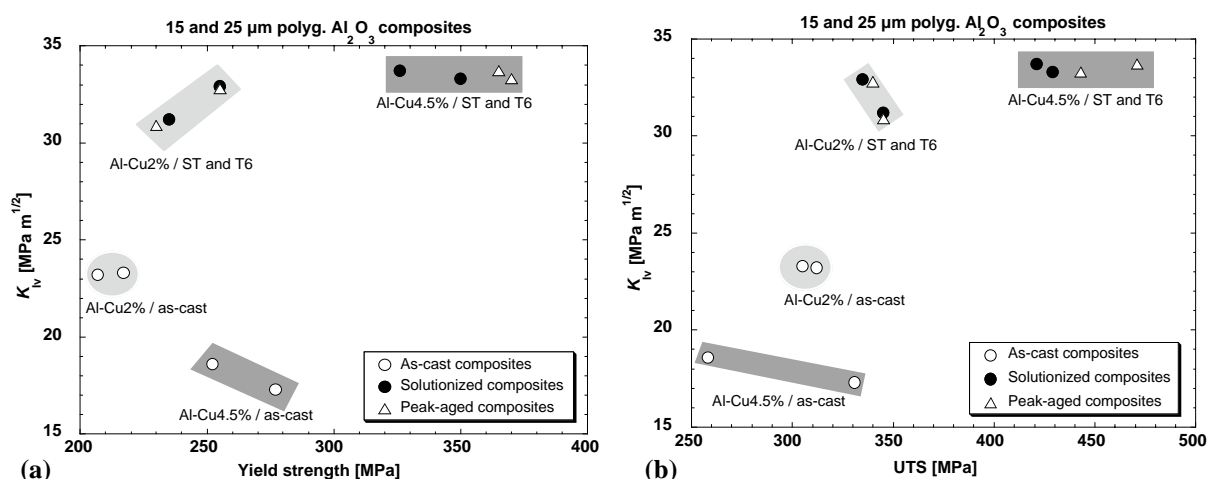 15 and 25 µm polyg. Al2O3 composites
35
30
25
20
15
KIv [MPa m1/2]
Al-Cu4.5% / ST and T6
Al-Cu2% / ST and T6
Al-Cu2% / as-cast
Al-Cu4.5% / as-cast
As-cast composites
Solutionized composites
Peak-aged composites
200 250 300 350 400
(a)
Yield strength [MPa]
15 and 25 µm polyg. Al2O3 composites
35
30
25
20
15
KIv [MPa m1/2]
Al-Cu4.5% / ST and T6
Al-Cu2% / ST and T6
Al-Cu2% / as-cast
Al-Cu4.5% / as-cast
As-cast composites
Solutionized composites
Peak-aged composites
250 300 350 400 450 500
(b)
UTS [MPa]